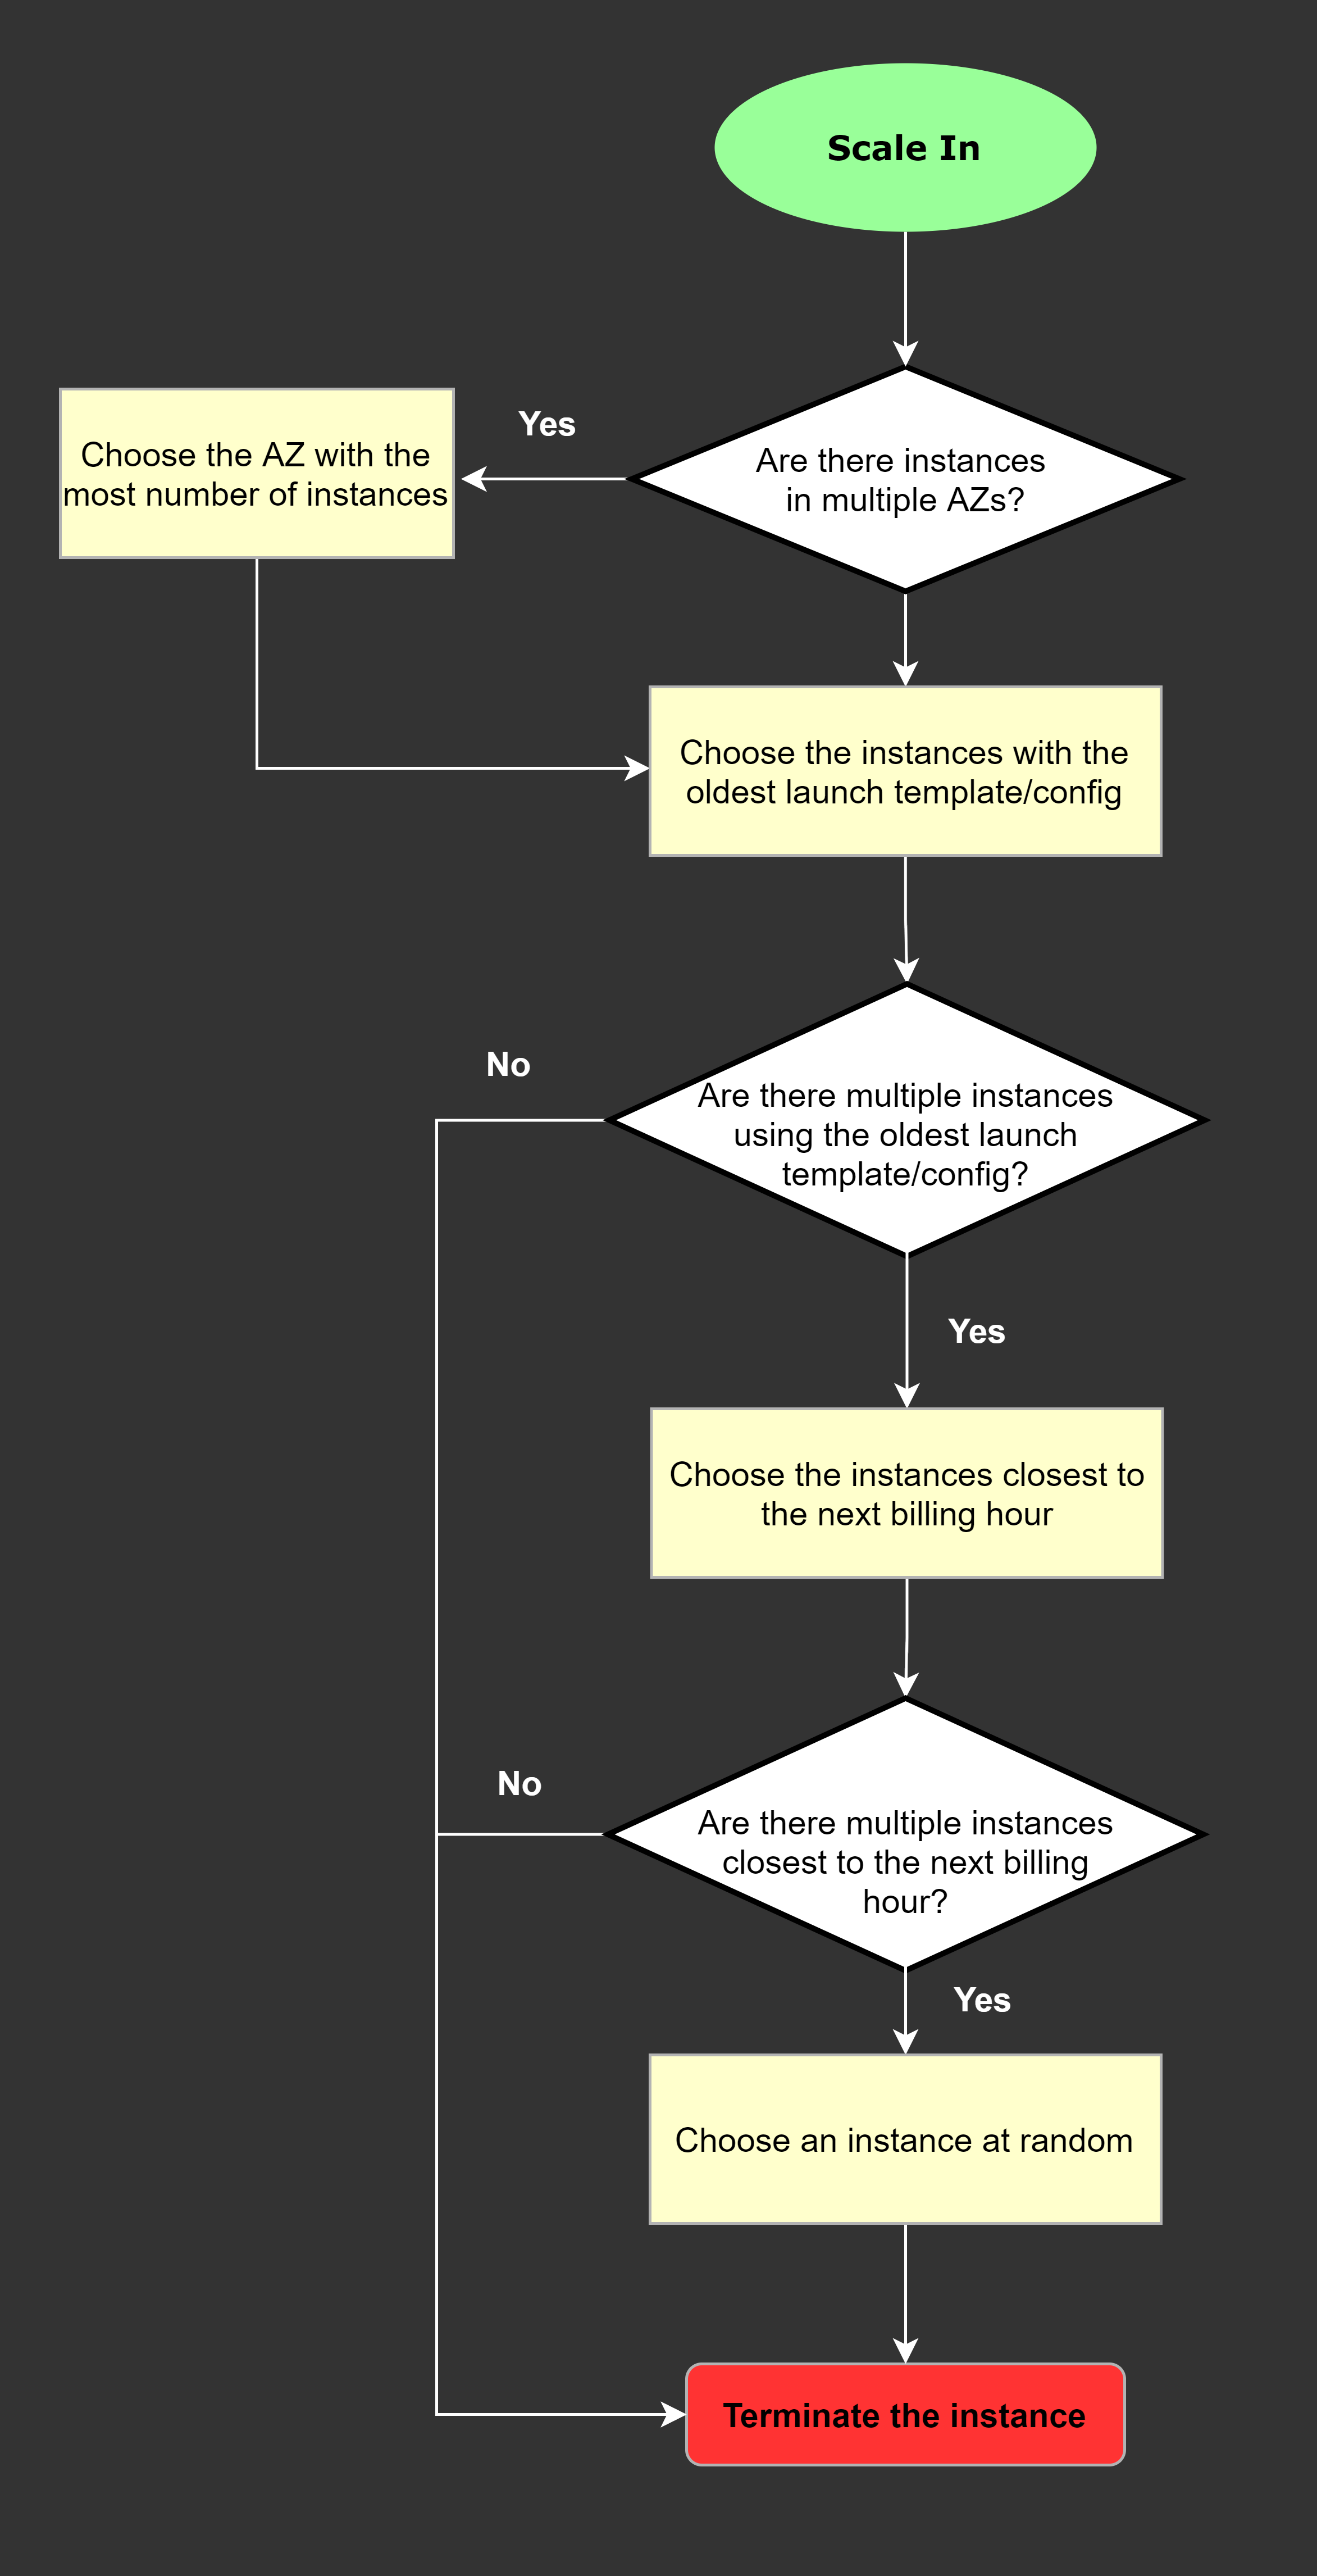 Scale In
Yes
Choose the AZ with the
most number of instances
Are there instances
in multiple AZs?
Choose the instances with the
oldest launch template/config
No
Are there multiple instances
using the oldest launch
template/config?
Yes
Choose the instances closest to
the next billing hour
No
Are there multiple instances
closest to the next billing
hour?
Yes
Choose an instance at random
Terminate the instance